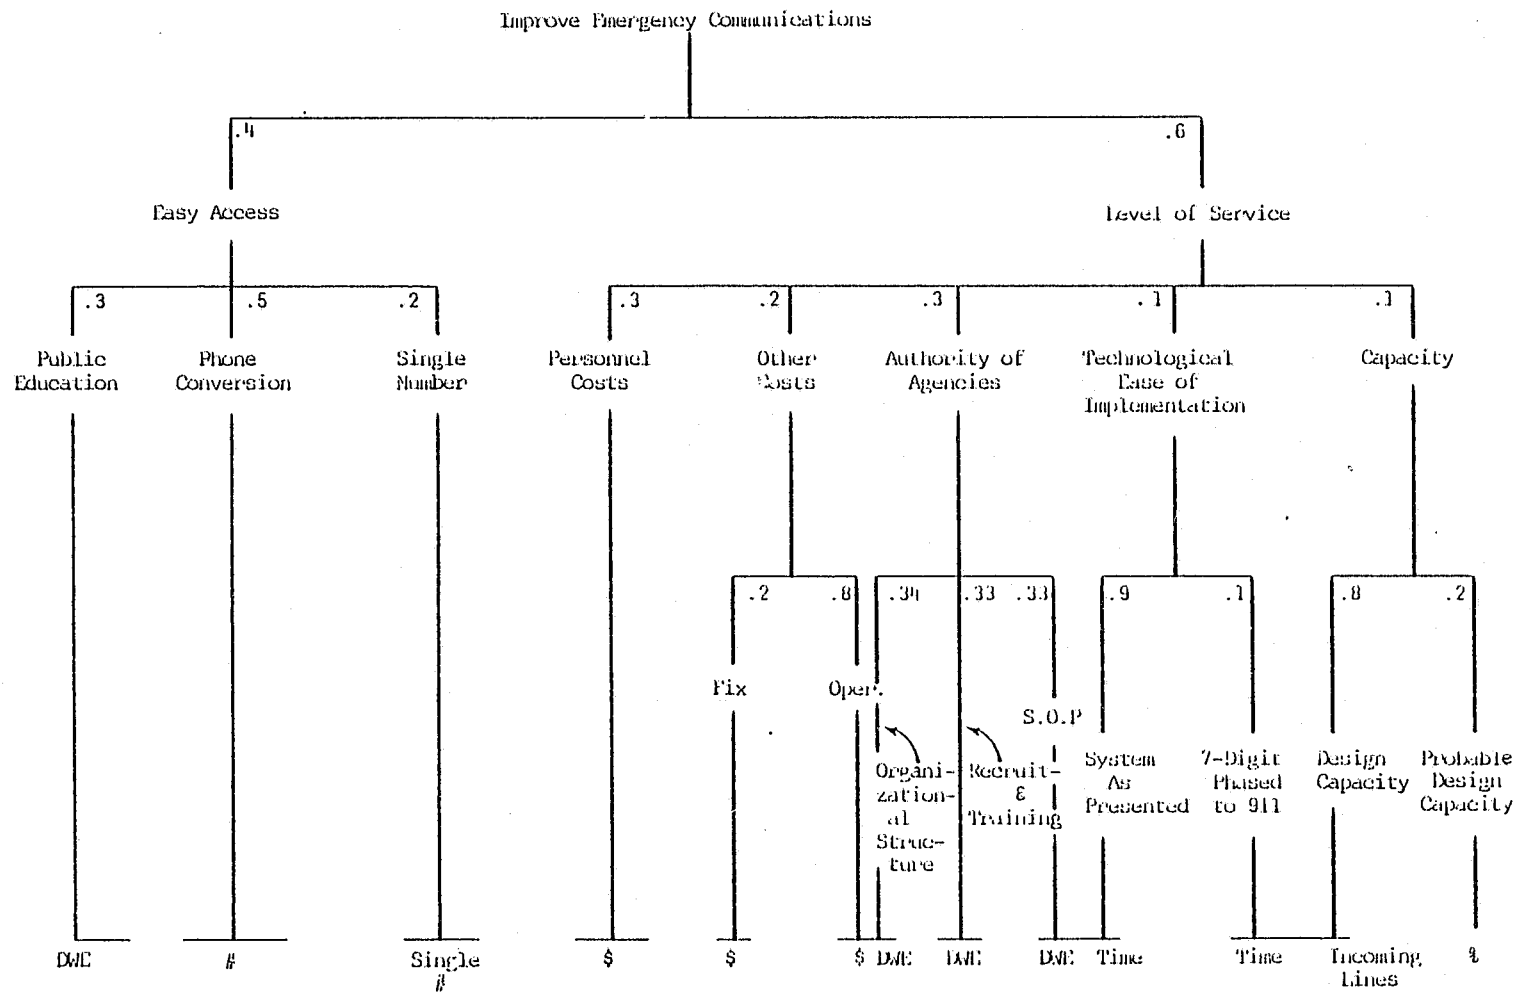 Improve Emergency Communications
.4
.6
Easy Access
Level of Service
.3
.5
.2
.3
.2
.3
.1
.1
Public
Education
Phone
Conversion
Single
Number
Personnel
Costs
Other
Costs
Authority of
Agencies
Technological
Ease of
Implementation
Capacity
.2
.8
.34
.33
.33
.9
.1
.8
.2
Fix
Oper.
S.O.P
Organi-
zation-
al
Struc-
ture
Recruit-
&
Training
System
As
Presented
7-Digit
Phased
to 911
Design
Capacity
Probable
Design
Capacity
DWE
#
Single
#
$
$
$
DWE
DWE
DWE
Time
Time
Incoming
Lines
%